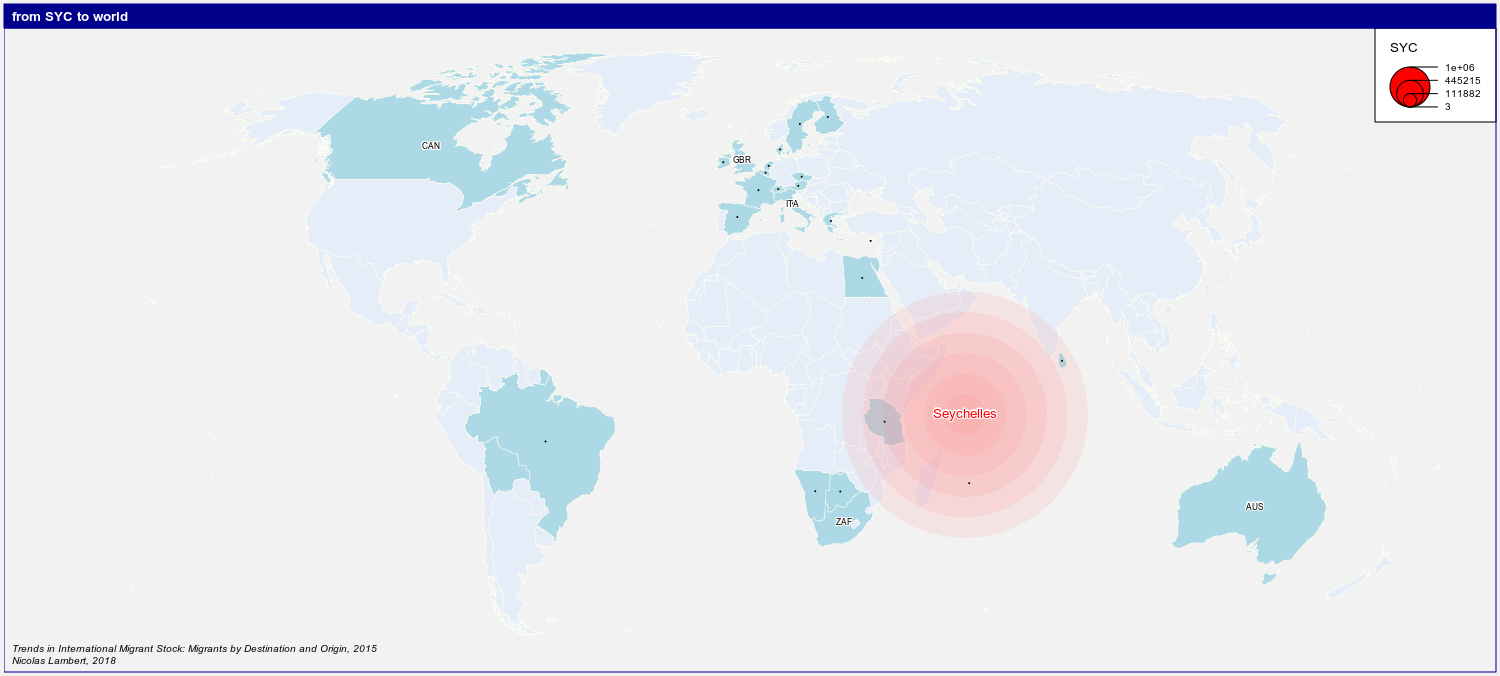 from SYC to world
SYC
1e+06
445215
111882
3
CAN
GBR
ITA
Seychelles
AUS
ZAF
Trends in International Migrant Stock: Migrants by Destination and Origin, 2015
Nicolas Lambert, 2018